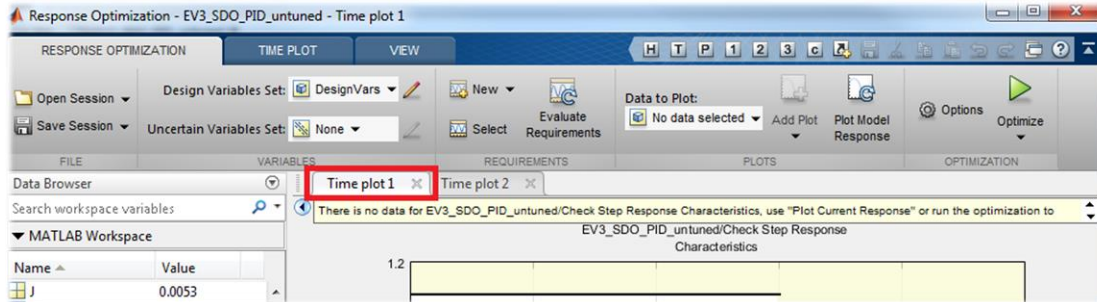 Response Optimization - EV3_SDO_PID_untuned - Time plot 1
RESPONSE OPTIMIZATION TIME PLOT VIEW H T P 1 2 3 c
Open Session Design Variables Set: DesignVars New Evaluate Requirements Data to Plot: Add Plot Plot Model Response Options Optimize
Save Session Uncertain Variables Set: None Select No data selected
FILE VARIABLES REQUIREMENTS PLOTS OPTIMIZATION
Data Browser Time plot 1 Time plot 2
Search workspace variables There is no data for EV3_SDO_PID_untuned/Check Step Response Characteristics, use "Plot Current Response" or run the optimization to
MATLAB Workspace EV3_SDO_PID_untuned/Check Step Response
Characteristics
Name Value 1.2
J 0.0053